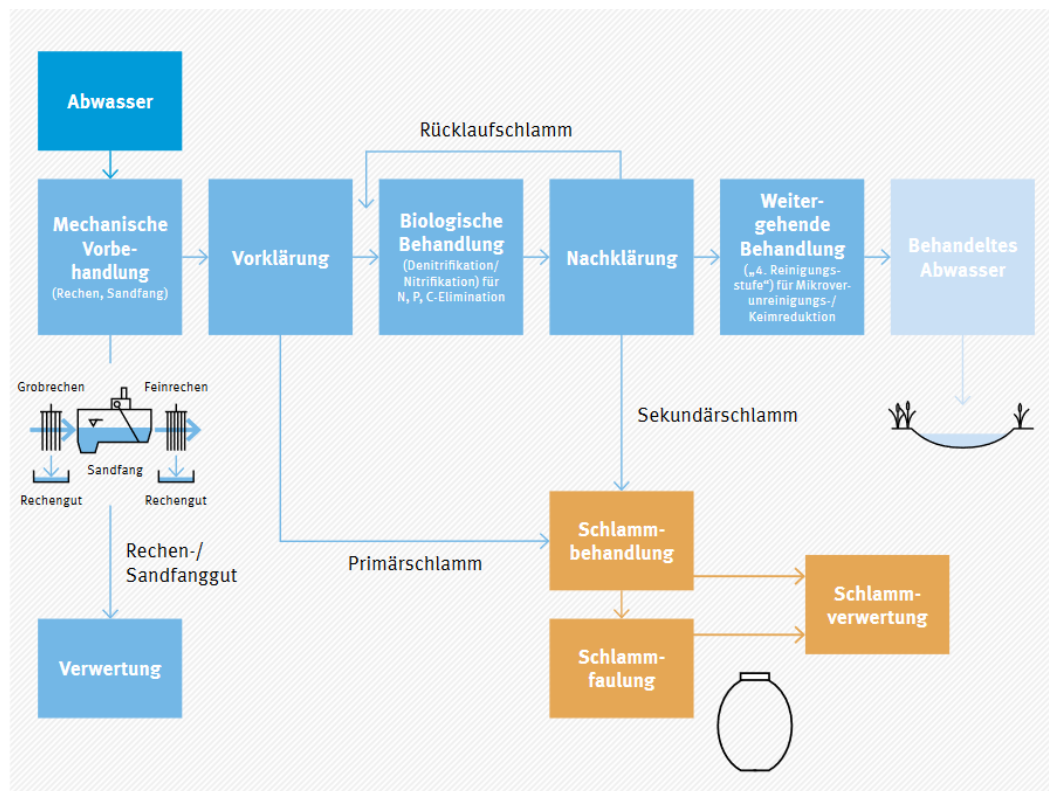 Abwasser
Rücklaufschlamm
Mechanische
Vorbe-
handlung
(Rechen, Sandfang)
Vorklärung
Biologische
Behandlung
(Denitrifikation/
Nitrifikation) für
N, P, C-Elimination
Nachklärung
Weiter-
gehende
Behandlung
(„4. Reinigungs-
stufe“) für Mikrover-
unreinigungs-/
Keimreduktion
Behandeltes
Abwasser
Grobrechen
Feinrechen
Sandfang
Rechengut
Rechengut
Sekundärschlamm
Rechen-/
Sandfanggut
Primärschlamm
Schlamm-
behandlung
Schlamm-
verwertung
Verwertung
Schlamm-
faulung